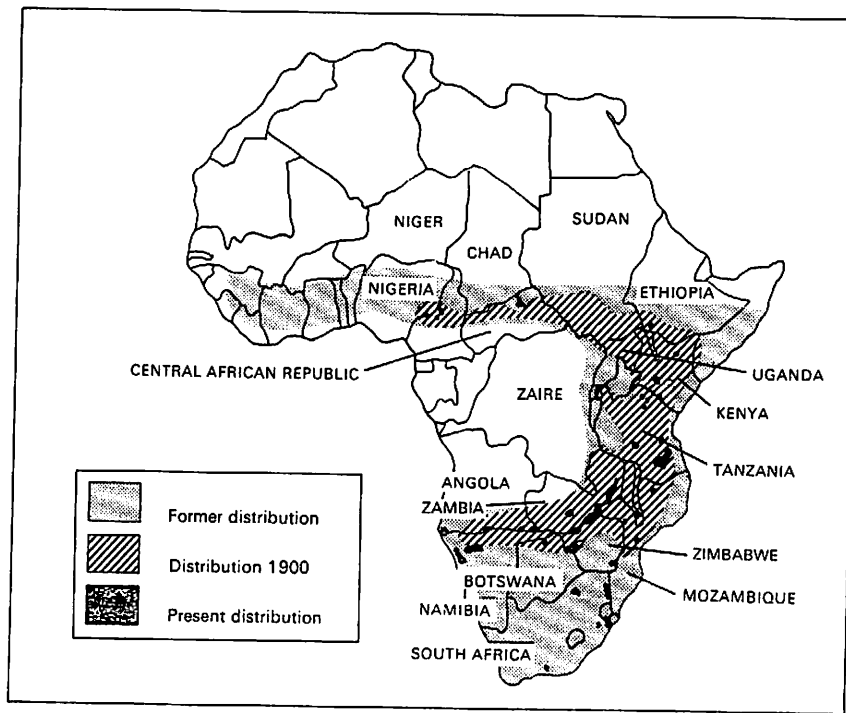 NIGER
SUDAN
CHAD
NIGERIA
ETHIOPIA
CENTRAL AFRICAN REPUBLIC
UGANDA
ZAIRE
KENYA
TANZANIA
ANGOLA
ZAMBIA
ZIMBABWE
BOTSWANA
MOZAMBIQUE
NAMIBIA
SOUTH AFRICA
Former distribution
Distribution 1900
Present distribution